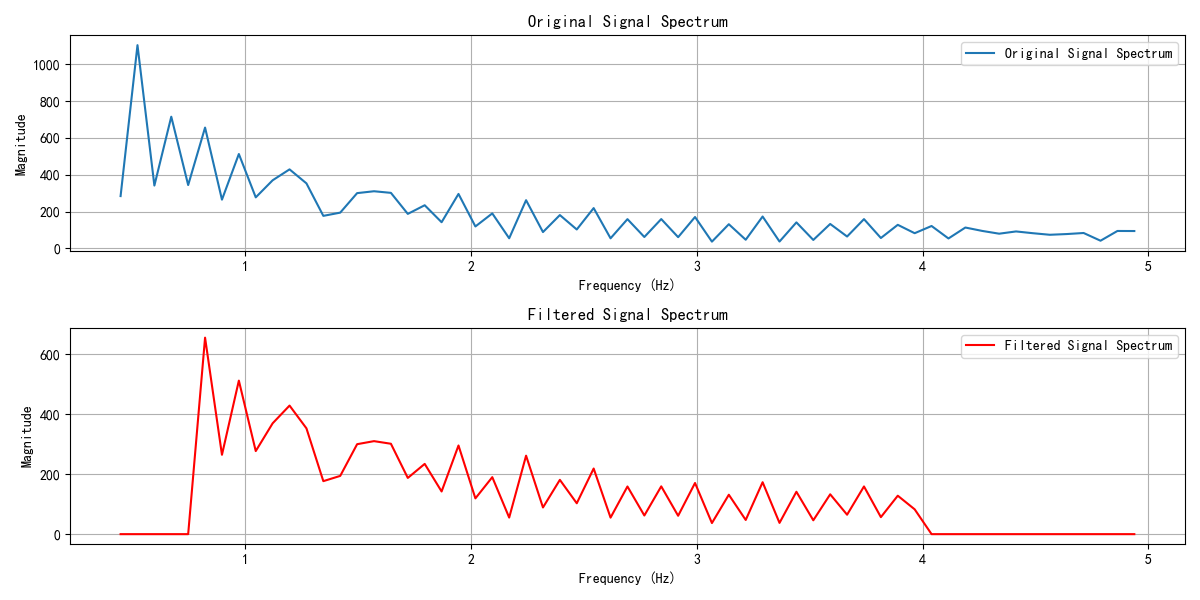 Original Signal Spectrum
Original Signal Spectrum
1000
800
600
400
200
0
Magnitude
1 2 3 4 5
Frequency (Hz)
Filtered Signal Spectrum
Filtered Signal Spectrum
600
400
200
0
Magnitude
1 2 3 4 5
Frequency (Hz)